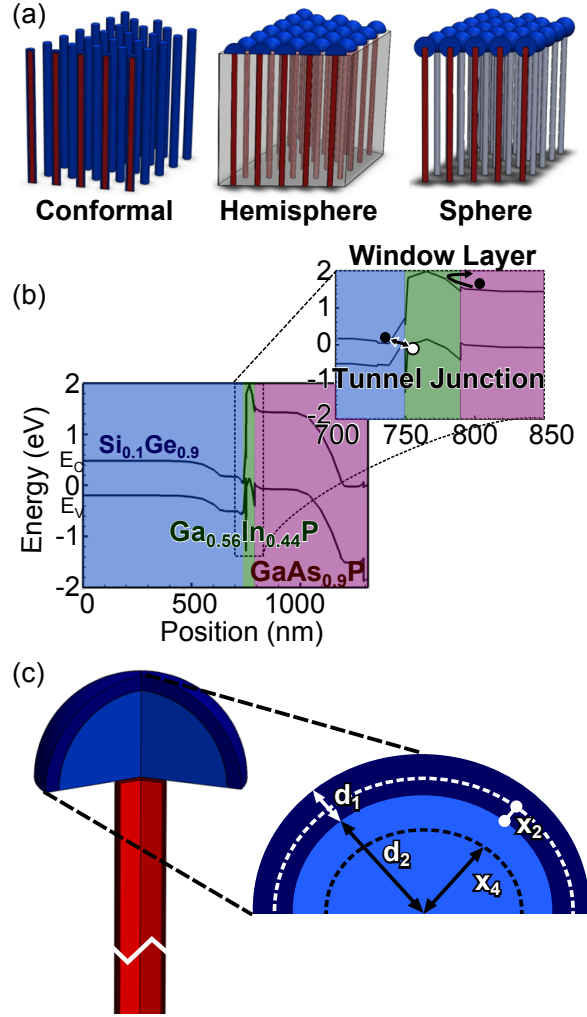 (a)
Conformal Hemisphere Sphere
(b)
Window Layer
2
1
0
-1
-2
Tunnel Junction
700 750 800 850
Energy (eV)
2
1
0
-1
-2
Si0.1Ge0.9
EC
EV
Ga0.56In0.44P
GaAs0.9P
0 500 1000
Position (nm)
(c)
d1
d2
x2
x4